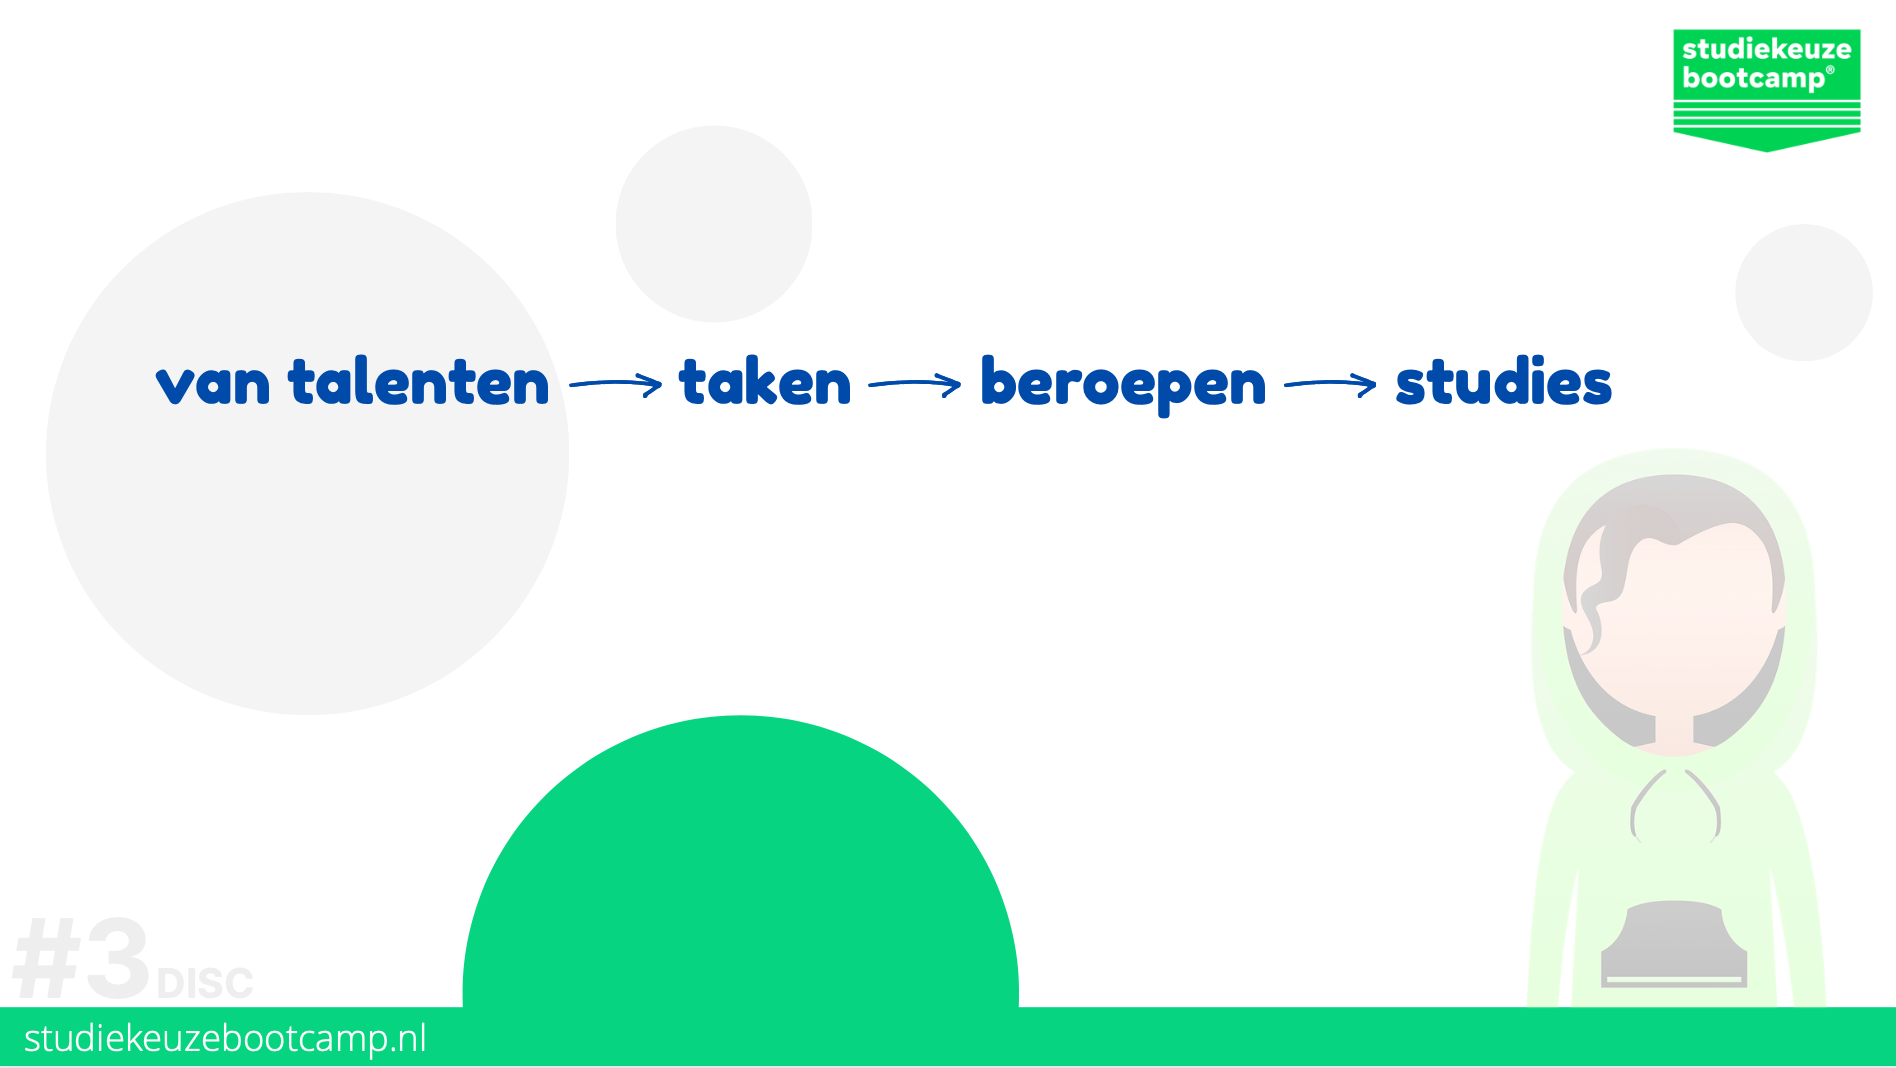 studiekeuze
bootcamp®
van talenten → taken → beroepen → studies
#3 DISC
studiekeuzebootcamp.nl